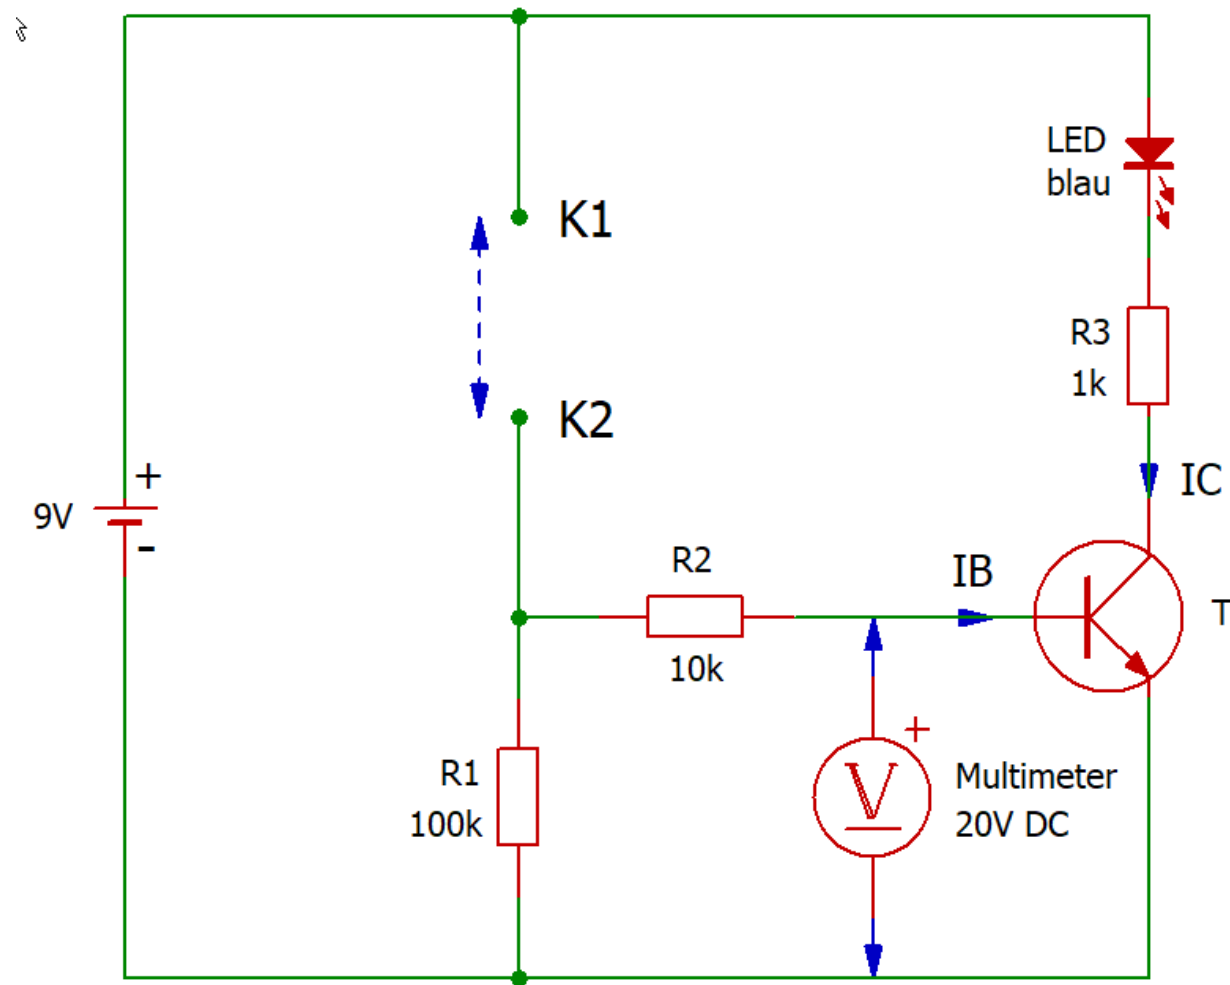 K1
LED
blau
R3
1k
K2
+
9V
-
IC
R2
IB
T
10k
+
R1
100k
V
Multimeter
20V DC